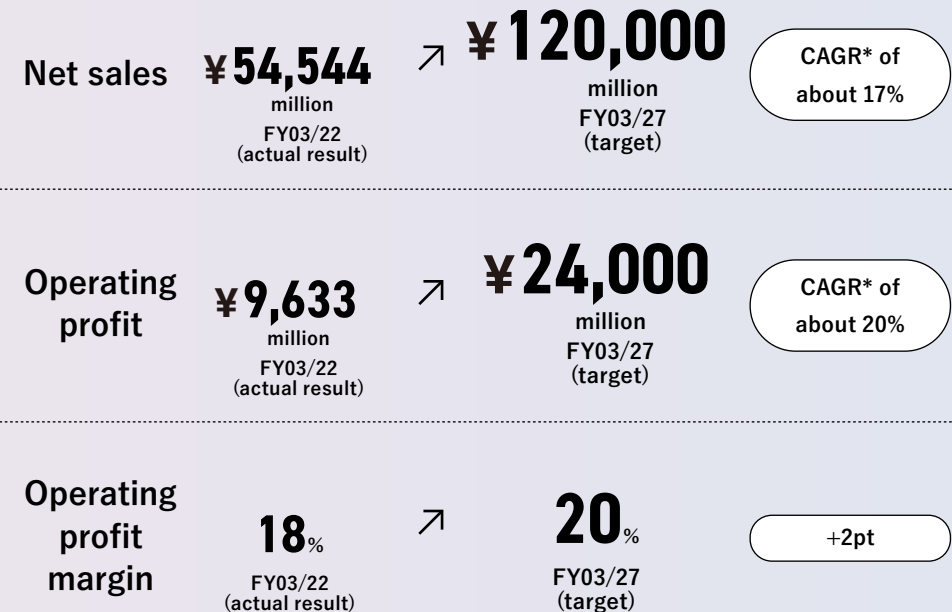 Net sales
¥54,544
million
FY03/22
(actual result)
↗
¥120,000
million
FY03/27
(target)
CAGR* of
about 17%
Operating
profit
¥9,633
million
FY03/22
(actual result)
↗
¥24,000
million
FY03/27
(target)
CAGR* of
about 20%
Operating
profit
margin
18%
FY03/22
(actual result)
↗
20%
FY03/27
(target)
+2pt